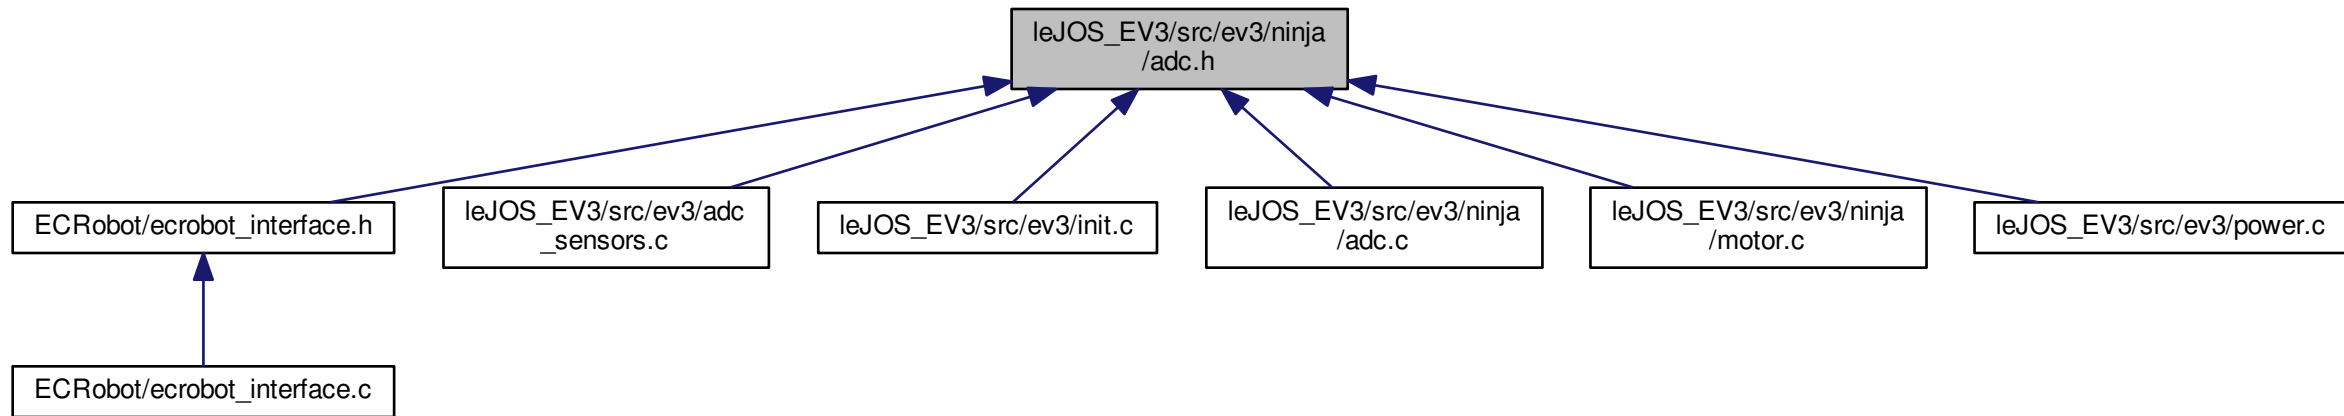 leJOS_EV3/src/ev3/ninja
/adc.h
ECRobot/ecrobot_interface.h
leJOS_EV3/src/ev3/adc
_sensors.c
leJOS_EV3/src/ev3/init.c
leJOS_EV3/src/ev3/ninja
/adc.c
leJOS_EV3/src/ev3/ninja
/motor.c
leJOS_EV3/src/ev3/power.c
ECRobot/ecrobot_interface.c